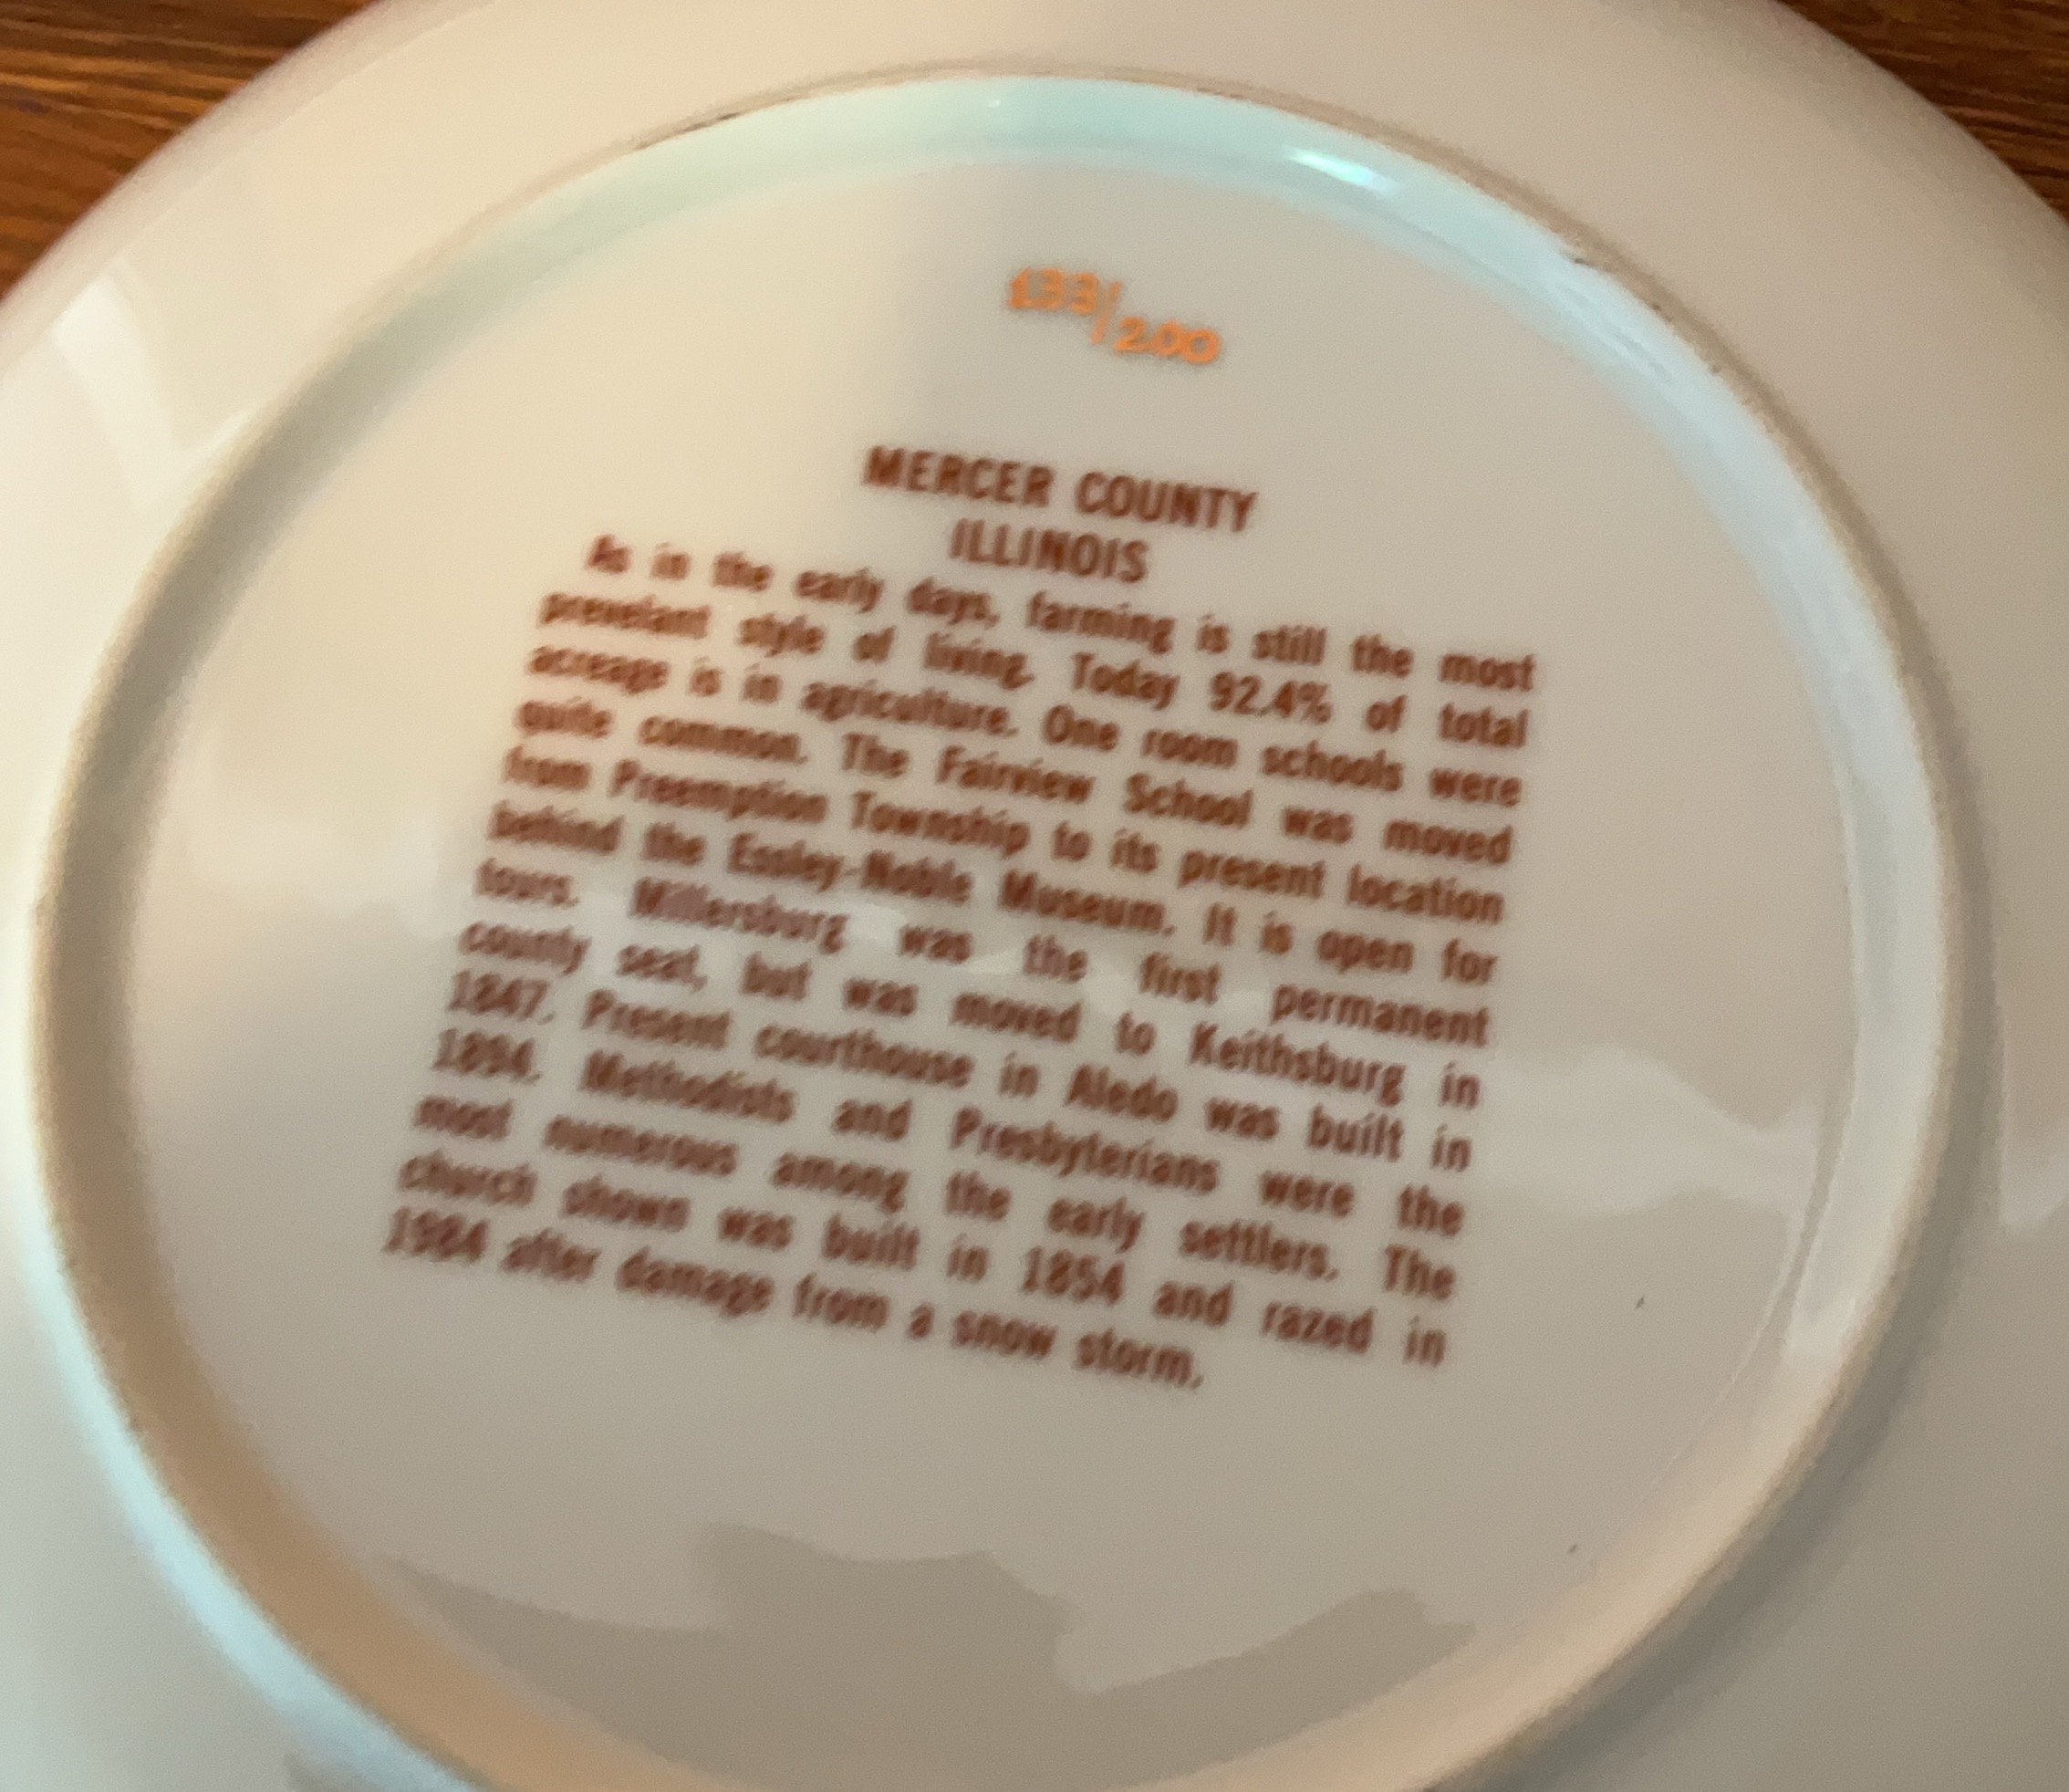 133/200
MERCER COUNTY
ILLINOIS
As in the early days, farming is still the most
prevelant style of living. Today 92.4% of total
acreage is in agriculture. One room schools were
quite common. The Fairview School was moved
from Preemption Township to its present location
behind the Essley-Noble Museum. It is open for
tours. Millersburg was the first permanent
county seat, but was moved to Keithsburg in
1847. Present courthouse in Aledo was built in
1894. Methodists and Presbyterians were the
most numerous among the early settlers. The
church shown was built in 1854 and razed in
1984 after damage from a snow storm.